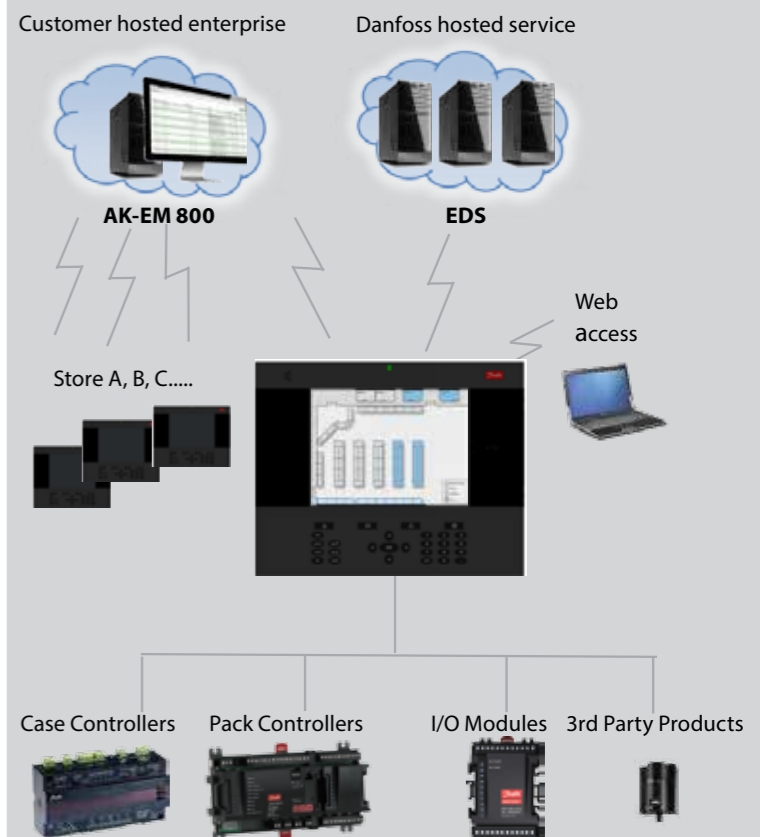 Customer hosted enterprise
Danfoss hosted service
AK-EM 800
EDS
Web
access
Store A, B, C.....
Case Controllers
Pack Controllers
I/O Modules
3rd Party Products